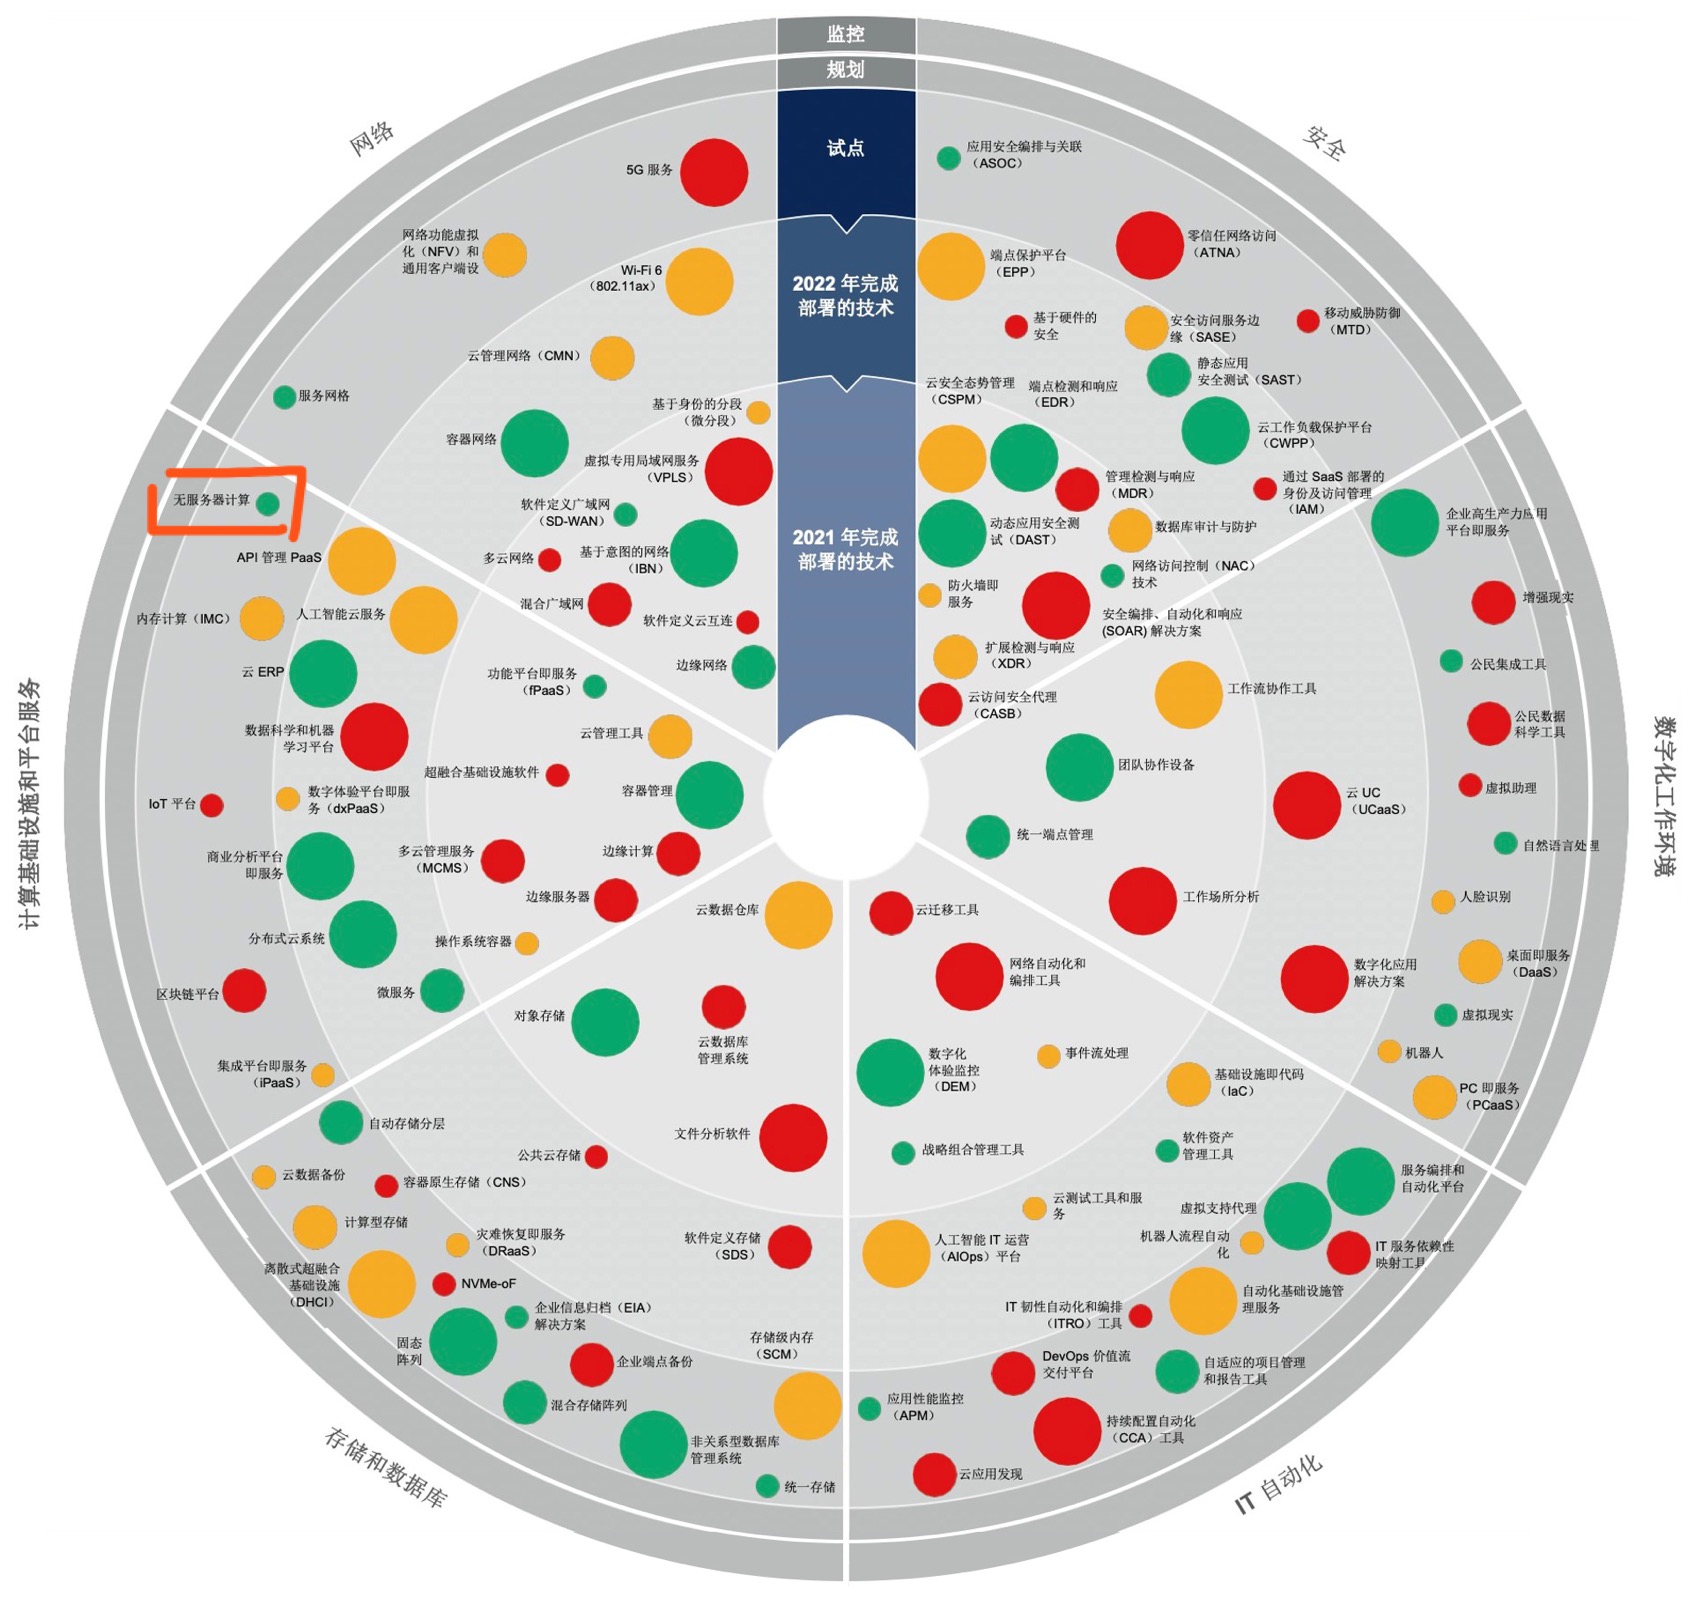 监控
规划
试点
2022 年完成
部署的技术
2021 年完成
部署的技术
网络
5G 服务
网络功能虚拟
化（NFV）和
通用客户端设
Wi-Fi 6
（802.11ax）
云管理网络（CMN）
服务网格
基于身份的分段
（微分段）
容器网络
虚拟专用局域网服务
（VPLS）
软件定义广域网
（SD-WAN）
多云网络
基于意图的网络
（IBN）
混合广域网
软件定义云互连
边缘网络
安全
应用安全编排与关联
（ASOC）
零信任网络访问
（ATNA）
端点保护平台
（EPP）
基于硬件的
安全
安全访问服务边
缘（SASE）
移动威胁防御
（MTD）
静态应用
安全测试（SAST）
云安全态势管理
（CSPM）
端点检测和响应
（EDR）
云工作负载保护平台
（CWPP）
管理检测与响应
（MDR）
通过 SaaS 部署的
身份及访问管理
（IAM）
动态应用安全测
试（DAST）
数据库审计与防护
网络访问控制（NAC）
技术
防火墙即
服务
安全编排、自动化和响应
(SOAR) 解决方案
扩展检测与响应
（XDR）
云访问安全代理
（CASB）
计算基础设施和平台服务
无服务器计算
API 管理 PaaS
内存计算（IMC）
人工智能云服务
云 ERP
功能平台即服务
（fPaaS）
数据科学和机器
学习平台
云管理工具
超融合基础设施软件
容器管理
IoT 平台
数字体验平台即服
务（dxPaaS）
商业分析平台
即服务
多云管理服务
（MCMS）
边缘计算
边缘服务器
分布式云系统
操作系统容器
区块链平台
微服务
集成平台即服务
（iPaaS）
数字化工作环境
企业高生产力应用
平台即服务
增强现实
公民集成工具
工作流协作工具
公民数据
科学工具
团队协作设备
虚拟助理
云 UC
（UCaaS）
统一端点管理
自然语言处理
工作场所分析
人脸识别
数字化应用
解决方案
桌面即服务
（DaaS）
虚拟现实
机器人
PC 即服务
（PCaaS）
存储和数据库
云数据仓库
对象存储
云数据库
管理系统
自动存储分层
文件分析软件
公共云存储
云数据备份
容器原生存储（CNS）
计算型存储
灾难恢复即服务
（DRaaS）
软件定义存储
（SDS）
离散式超融合
基础设施
（DHCI）
NVMe-oF
企业信息归档（EIA）
解决方案
固态
阵列
存储级内存
（SCM）
企业端点备份
混合存储阵列
非关系型数据库
管理系统
统一存储
IT 自动化
云迁移工具
网络自动化和
编排工具
数字化
体验监控
（DEM）
事件流处理
基础设施即代码
（IaC）
战略组合管理工具
软件资产
管理工具
服务编排和
自动化平台
云测试工具和服
务
虚拟支持代理
机器人流程自动
化
人工智能 IT 运营
（AIOps）平台
IT 服务依赖性
映射工具
自动化基础设施管
理服务
IT 韧性自动化和编排
（ITRO）工具
DevOps 价值流
交付平台
自适应的项目管理
和报告工具
应用性能监控
（APM）
持续配置自动化
（CCA）工具
云应用发现